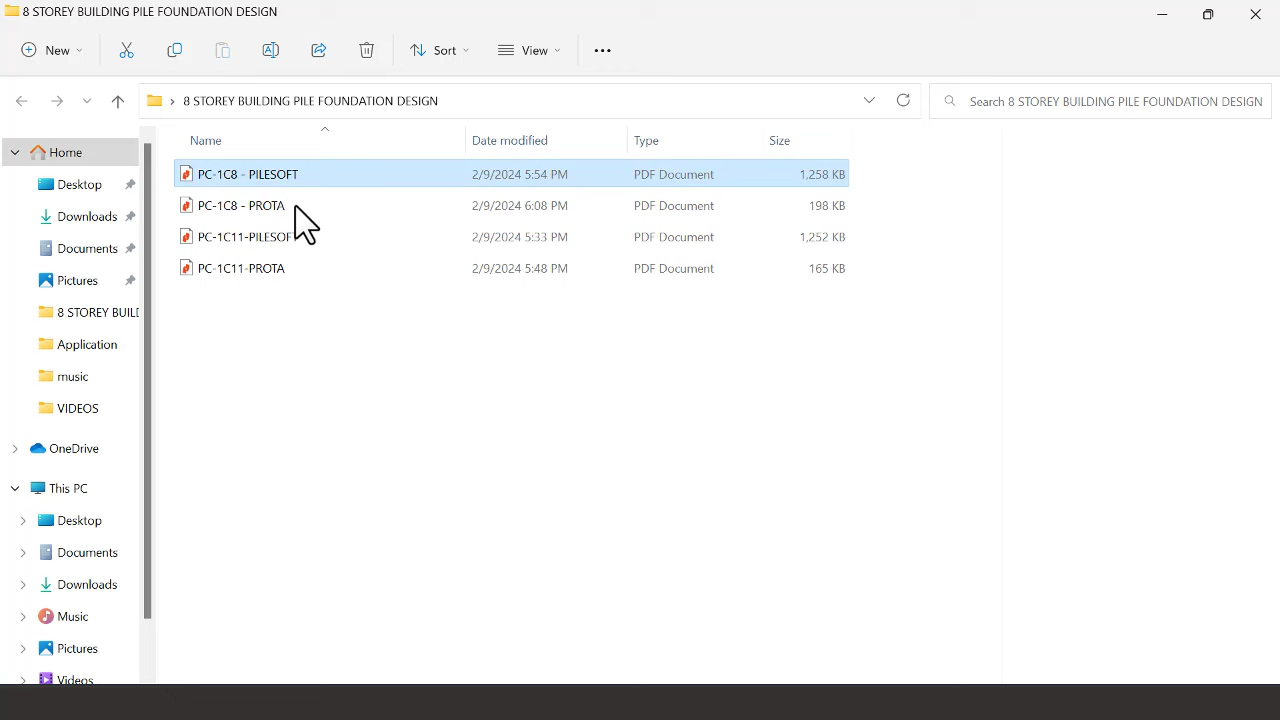 8 STOREY BUILDING PILE FOUNDATION DESIGN
New
Sort
View
8 STOREY BUILDING PILE FOUNDATION DESIGN
Search 8 STOREY BUILDING PILE FOUNDATION DESIGN
Name Date modified Type Size
Home
PC-1C8 - PILESOFT 2/9/2024 5:54 PM PDF Document 1,258 KB
Desktop
PC-1C8 - PROTA 2/9/2024 6:08 PM PDF Document 198 KB
Downloads
PC-1C11-PILESOF 2/9/2024 5:33 PM PDF Document 1,252 KB
Documents
PC-1C11-PROTA 2/9/2024 5:48 PM PDF Document 165 KB
Pictures
8 STOREY BUILD
Application
music
VIDEOS
OneDrive
This PC
Desktop
Documents
Downloads
Music
Pictures
Videos